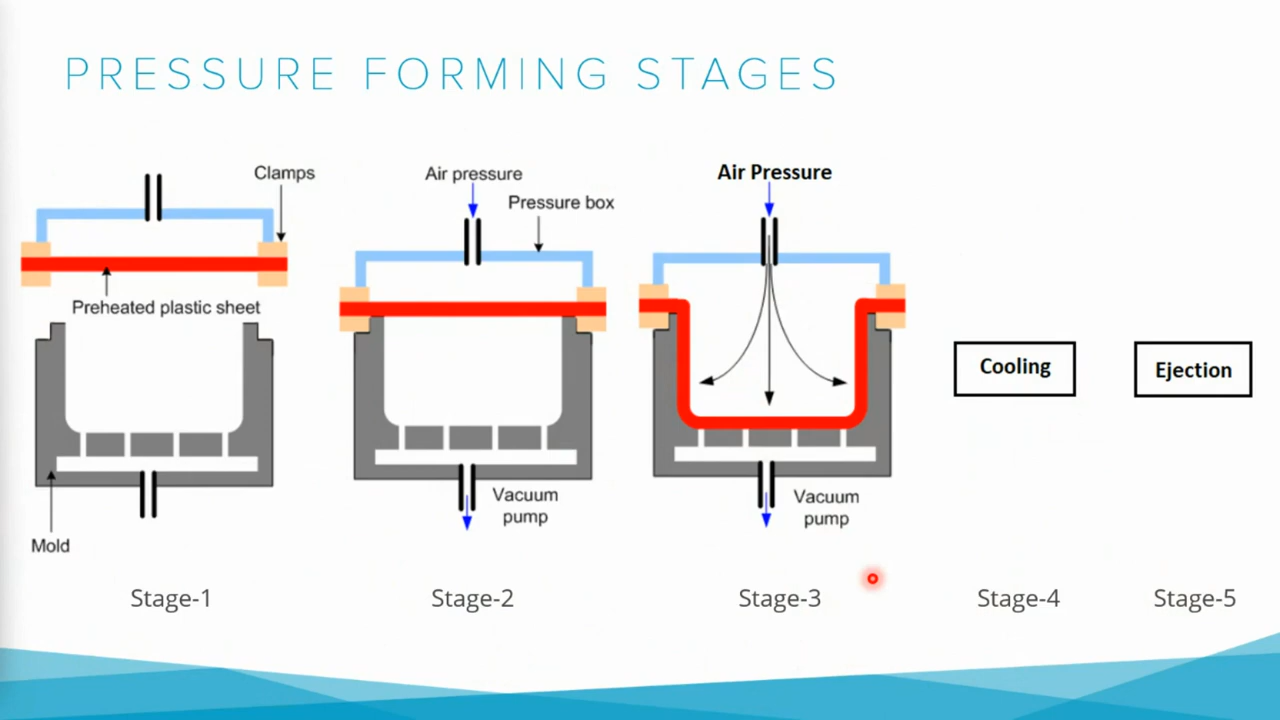 PRESSURE FORMING STAGES
Clamps
Preheated plastic sheet
Mold
Stage-1
Air pressure
Pressure box
Vacuum
pump
Stage-2
Air Pressure
Vacuum
pump
Stage-3
Cooling
Stage-4
Ejection
Stage-5